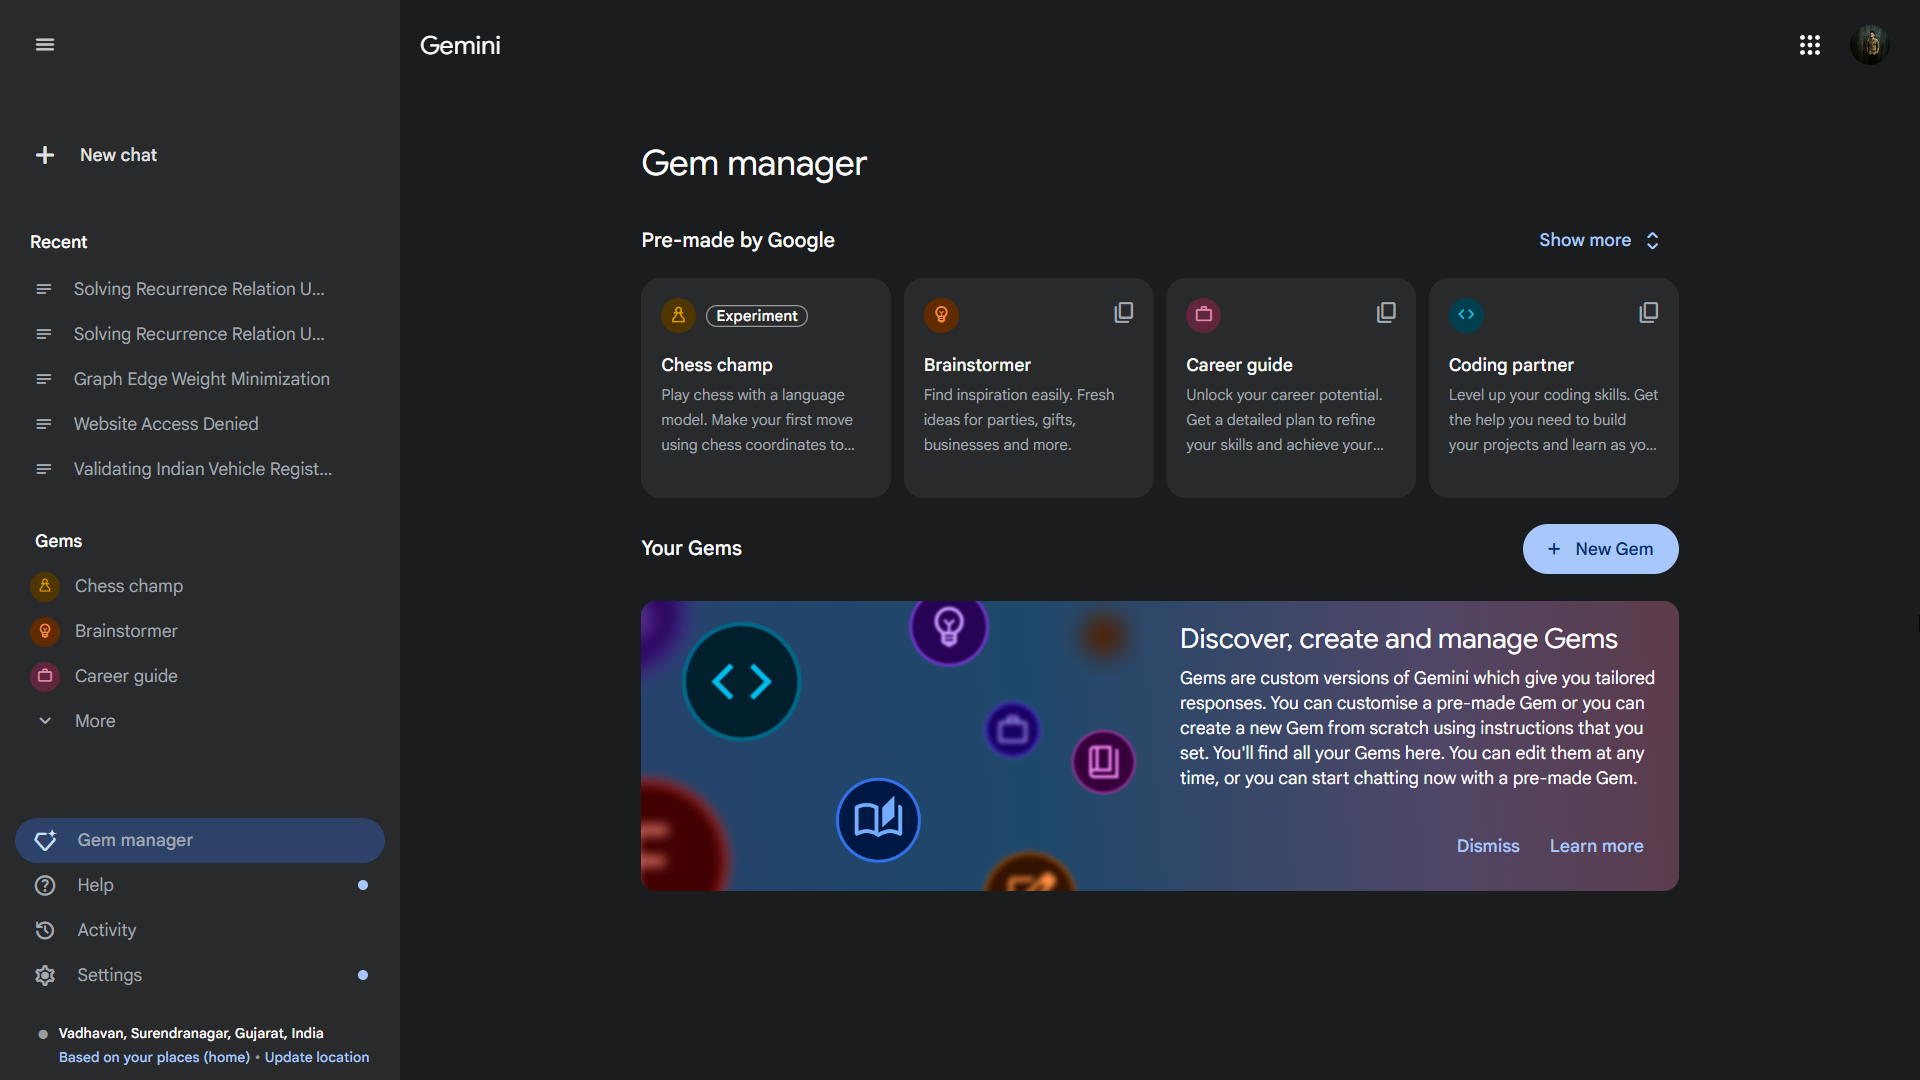 Gemini
New chat
Recent
Solving Recurrence Relation U...
Solving Recurrence Relation U...
Graph Edge Weight Minimization
Website Access Denied
Validating Indian Vehicle Regist...
Gems
Chess champ
Brainstormer
Career guide
More
Gem manager
Help
Activity
Settings
Vadhavan, Surendranagar, Gujarat, India
Based on your places (home) • Update location
Gem manager
Pre-made by Google
Show more
Experiment
Chess champ
Play chess with a language
model. Make your first move
using chess coordinates to...
Brainstormer
Find inspiration easily. Fresh
ideas for parties, gifts,
businesses and more.
Career guide
Unlock your career potential.
Get a detailed plan to refine
your skills and achieve your...
Coding partner
Level up your coding skills. Get
the help you need to build
your projects and learn as yo...
Your Gems
New Gem
Discover, create and manage Gems
Gems are custom versions of Gemini which give you tailored
responses. You can customise a pre-made Gem or you can
create a new Gem from scratch using instructions that you
set. You'll find all your Gems here. You can edit them at any
time, or you can start chatting now with a pre-made Gem.
Dismiss
Learn more